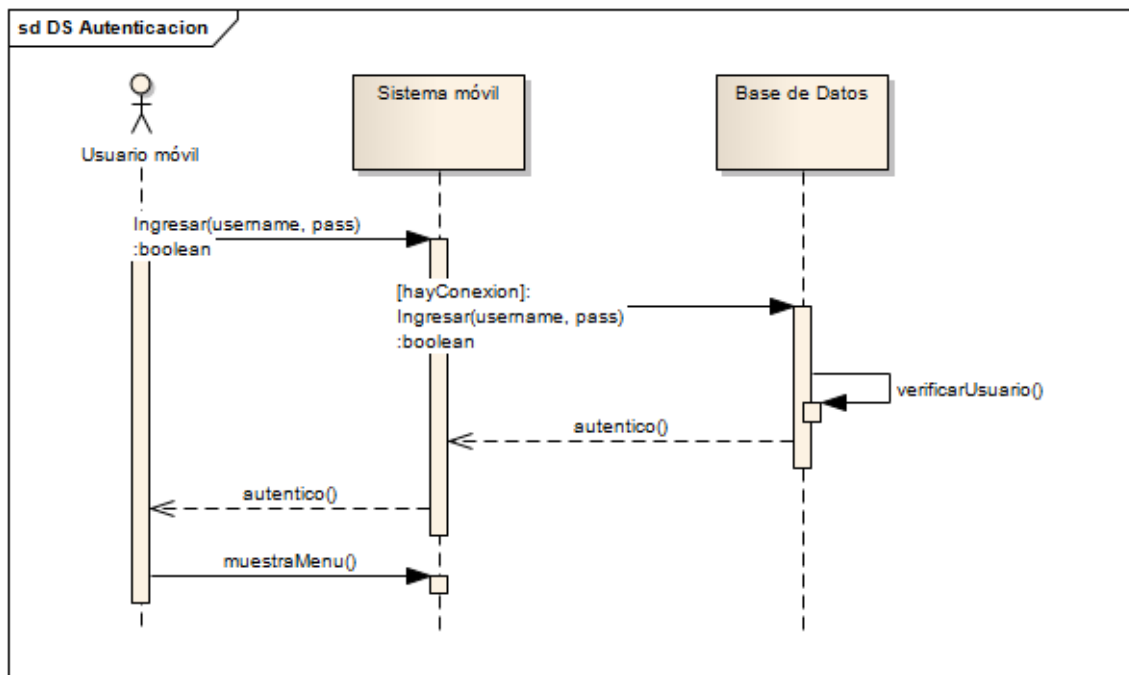 sd DS Autenticacion
Sistema móvil
Base de Datos
Usuario móvil
Ingresar(username, pass)
:boolean
[hayConexion]:
Ingresar(username, pass)
:boolean
verificarUsuario()
autentico()
autentico()
muestraMenu()